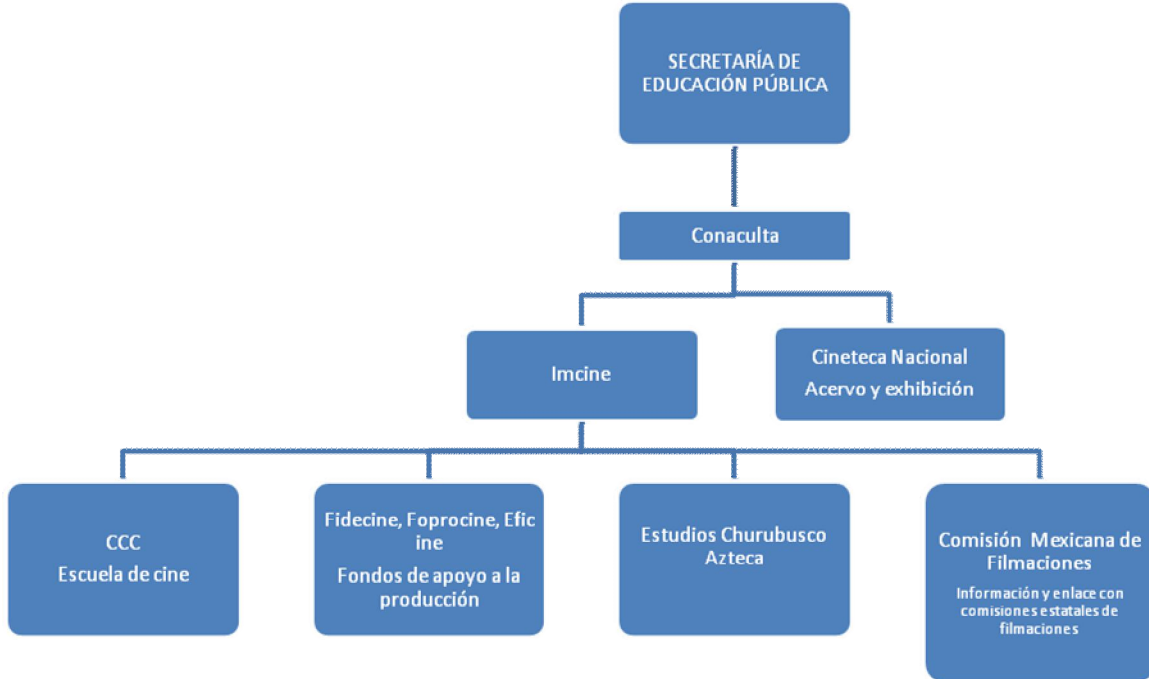 SECRETARÍA DE
EDUCACIÓN PÚBLICA
Conaculta
Imcine
Cineteca Nacional
Acervo y exhibición
CCC
Escuela de cine
Fidecine, Foprocine, Efic
ine
Fondos de apoyo a la
producción
Estudios Churubusco
Azteca
Comisión Mexicana de
Filmaciones
Información y enlace con
comisiones estatales de
filmaciones